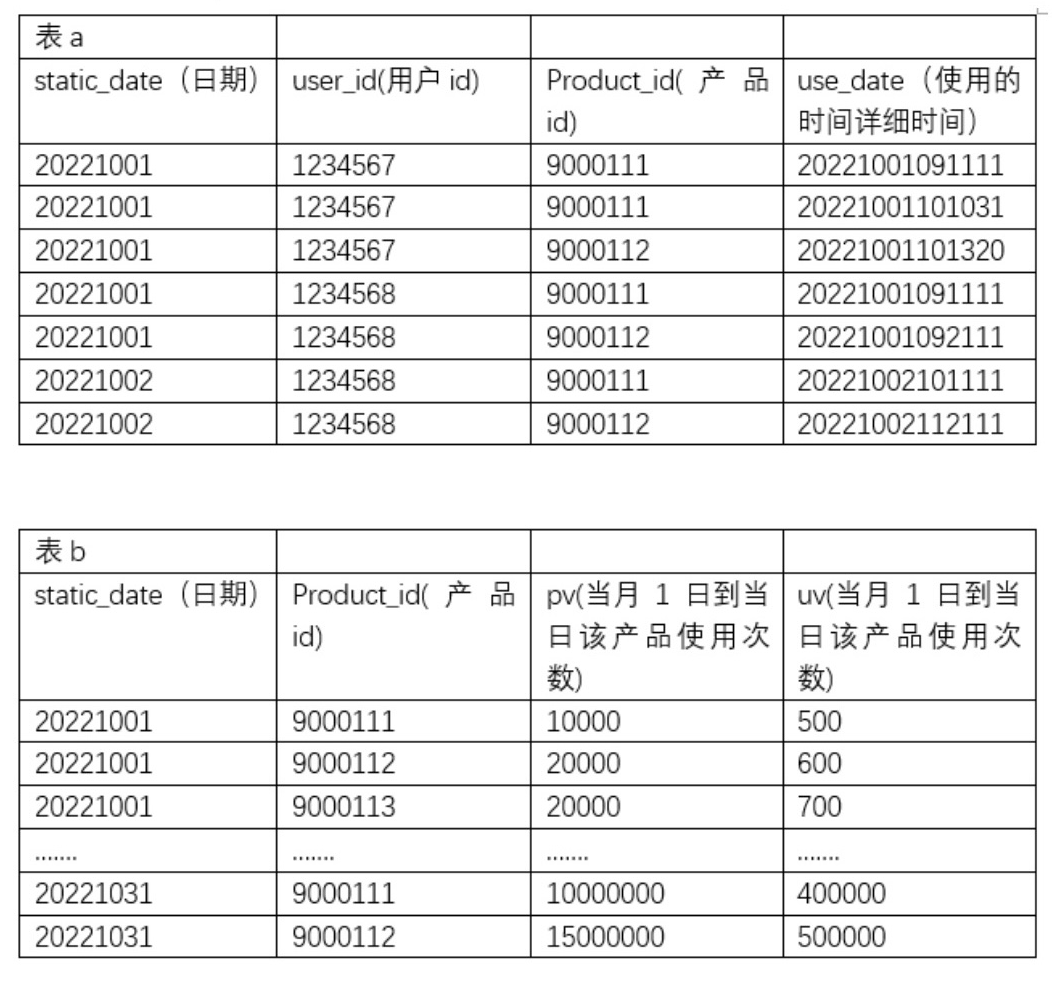 表 a
static_date（日期） user_id(用户 id) Product_id( 产 品 use_date（使用的
id) 时间详细时间）
20221001 1234567 9000111 20221001091111
20221001 1234567 9000111 20221001101031
20221001 1234567 9000112 20221001101320
20221001 1234568 9000111 20221001091111
20221001 1234568 9000112 20221001092111
20221002 1234568 9000111 20221002101111
20221002 1234568 9000112 20221002112111
表 b
static_date（日期） Product_id( 产 品 pv(当月 1 日到当 uv(当月 1 日到当
id) 日该产品使用次 日该产品使用次
数) 数)
20221001 9000111 10000 500
20221001 9000112 20000 600
20221001 9000113 20000 700
....... ....... ....... .......
20221031 9000111 10000000 400000
20221031 9000112 15000000 500000